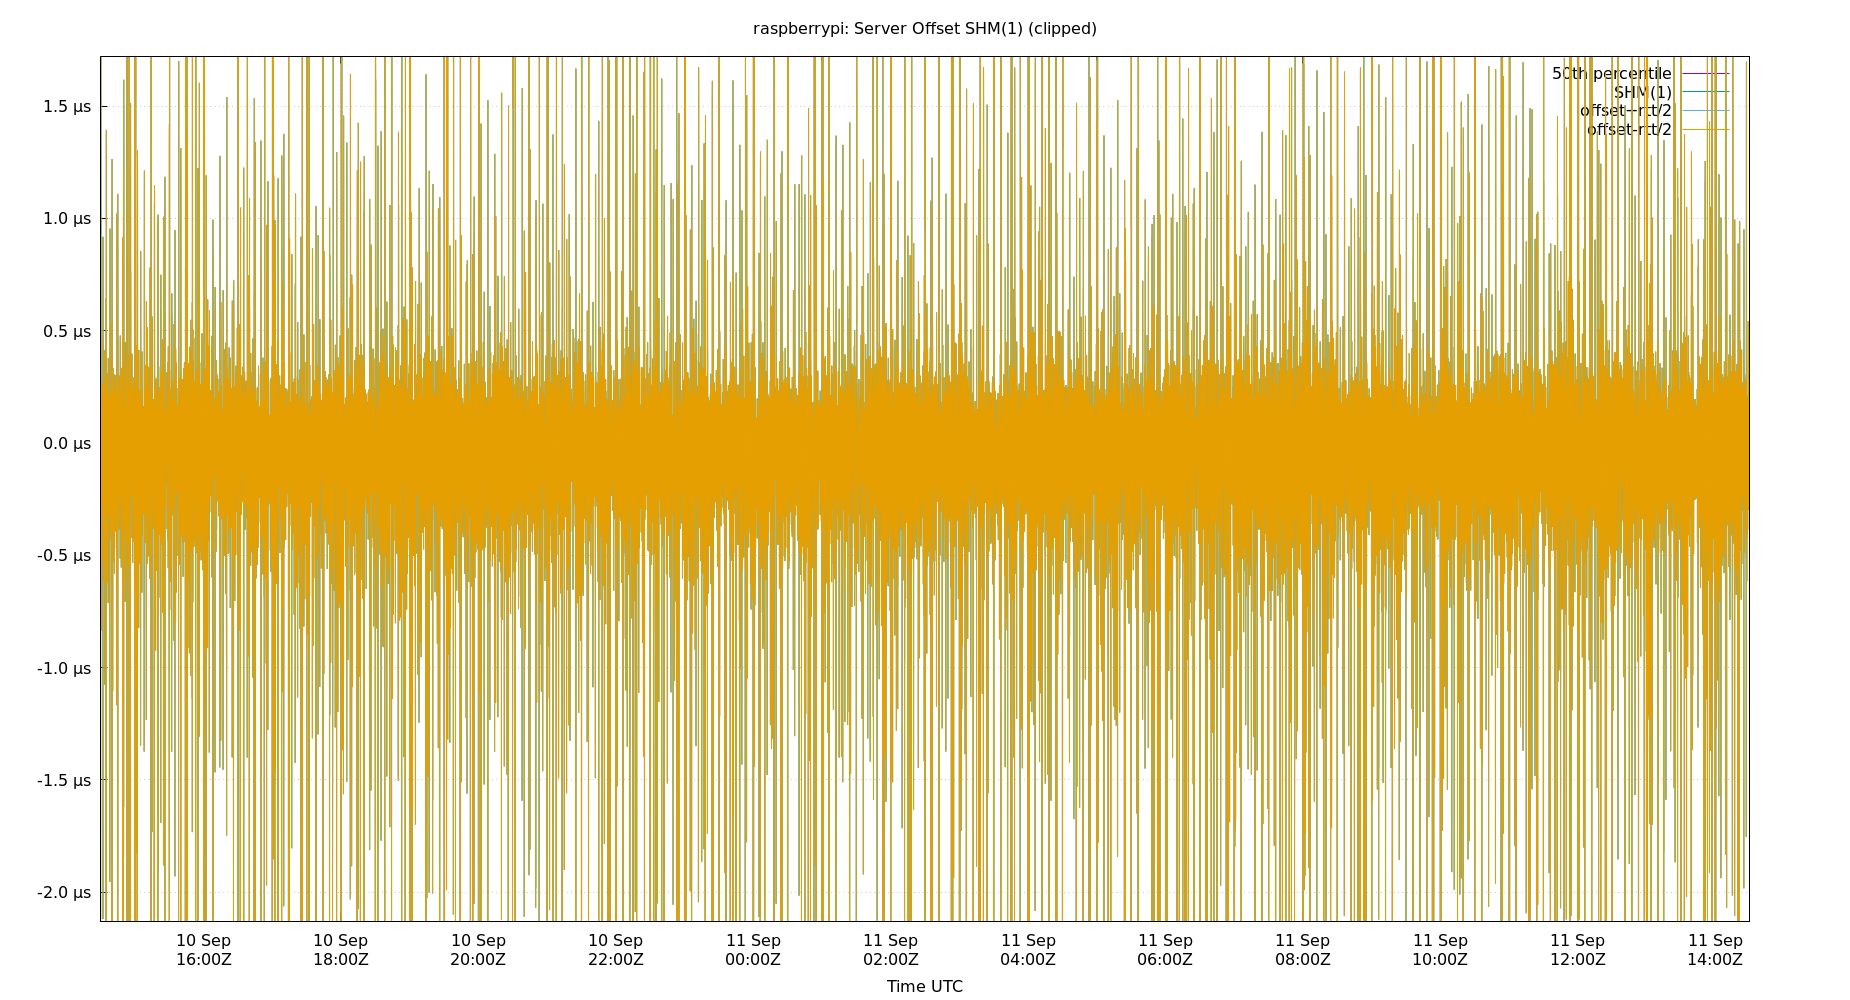 raspberrypi: Server Offset SHM(1) (clipped)
50th percentile
SHM(1)
offset+rtt/2
offset-rtt/2
1.5 µs
1.0 µs
0.5 µs
0.0 µs
-0.5 µs
-1.0 µs
-1.5 µs
-2.0 µs
10 Sep 10 Sep 10 Sep 10 Sep 11 Sep 11 Sep 11 Sep 11 Sep 11 Sep 11 Sep 11 Sep 11 Sep
16:00Z 18:00Z 20:00Z 22:00Z 00:00Z 02:00Z 04:00Z 06:00Z 08:00Z 10:00Z 12:00Z 14:00Z
Time UTC